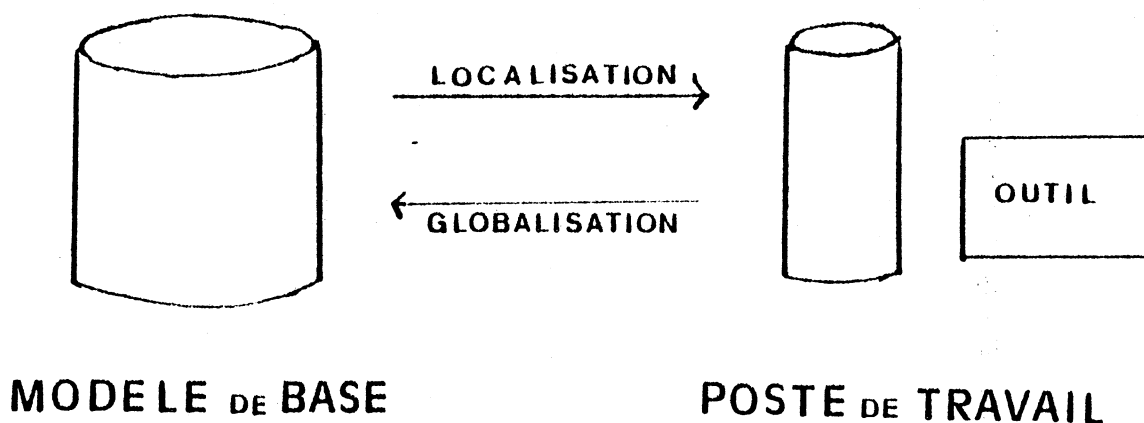 LOCALISATION
OUTIL
GLOBALISATION
MODELE DE BASE
POSTE DE TRAVAIL